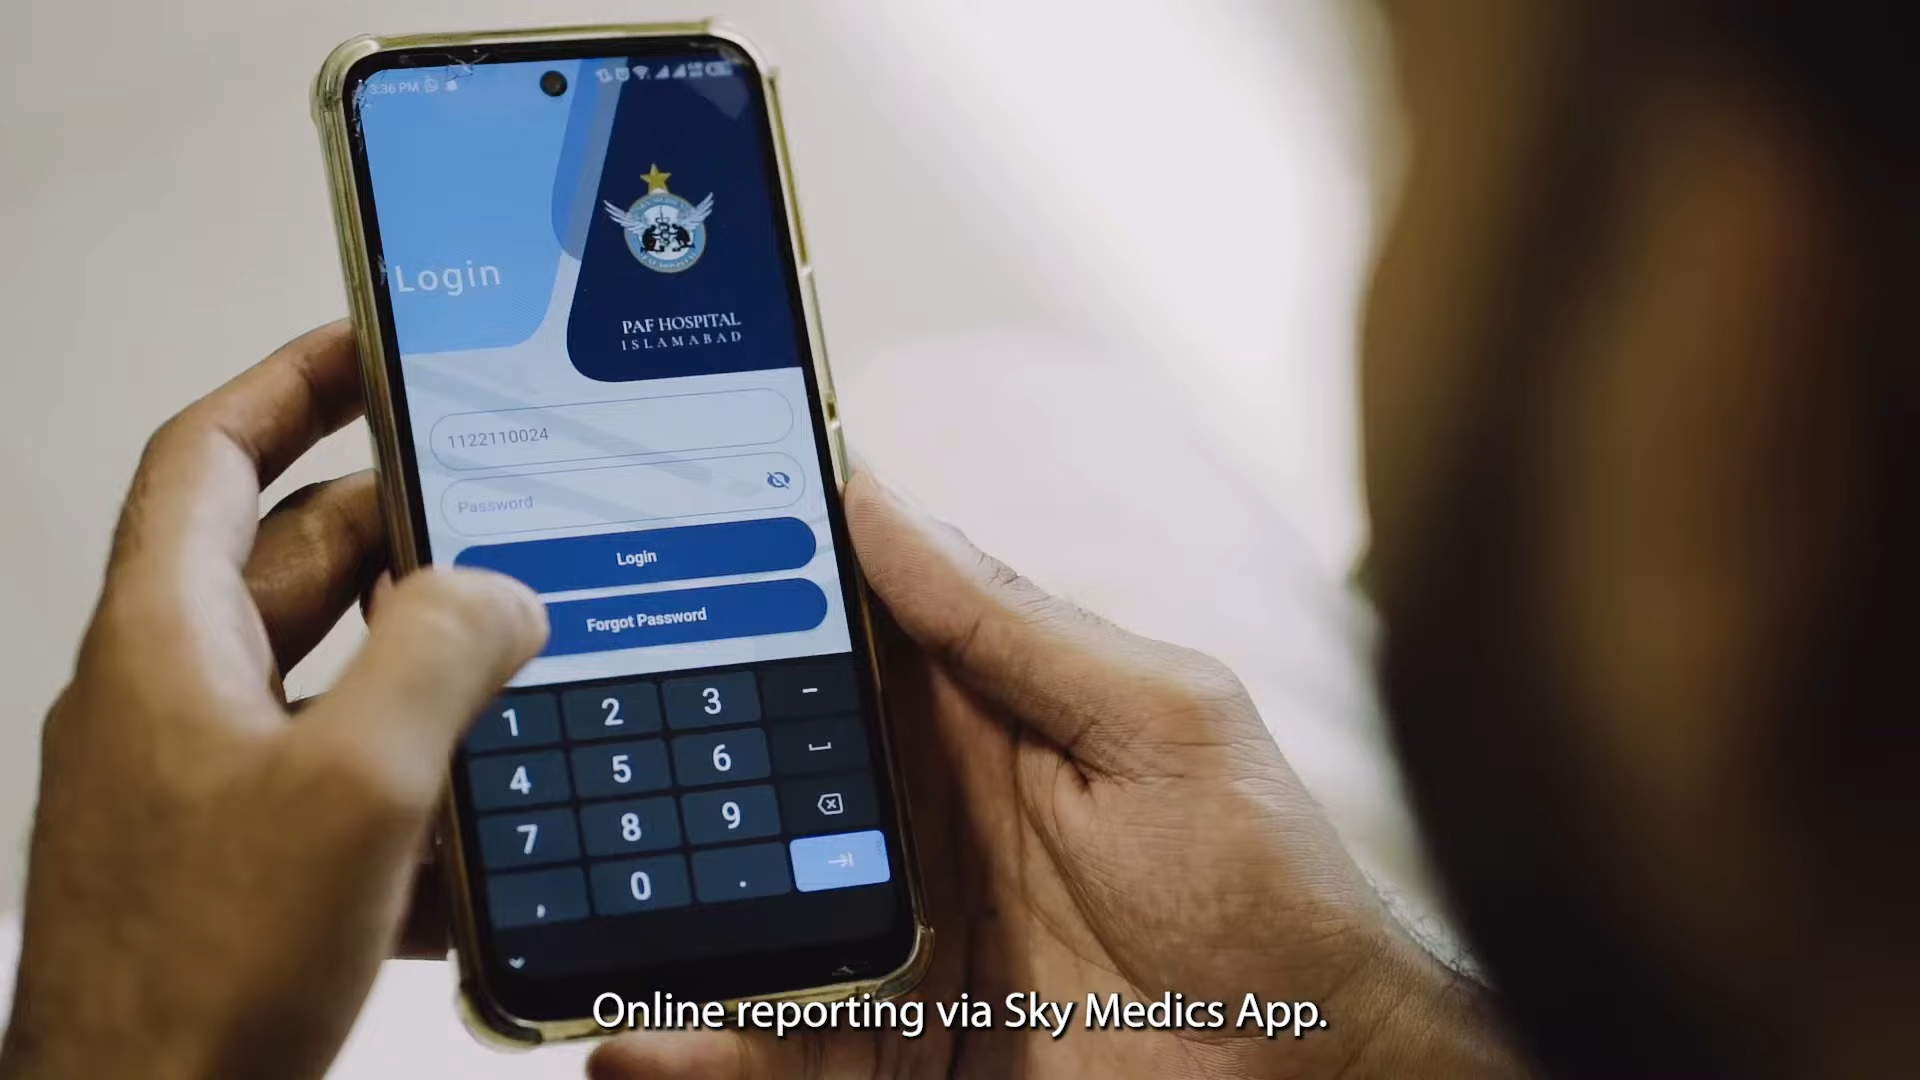 3:36 PM
Login
PAF HOSPITAL
ISLAMABAD
1122110024
Password
Login
Forgot Password
1 2 3 -
4 5 6
7 8 9
, 0 .
Online reporting via Sky Medics App.